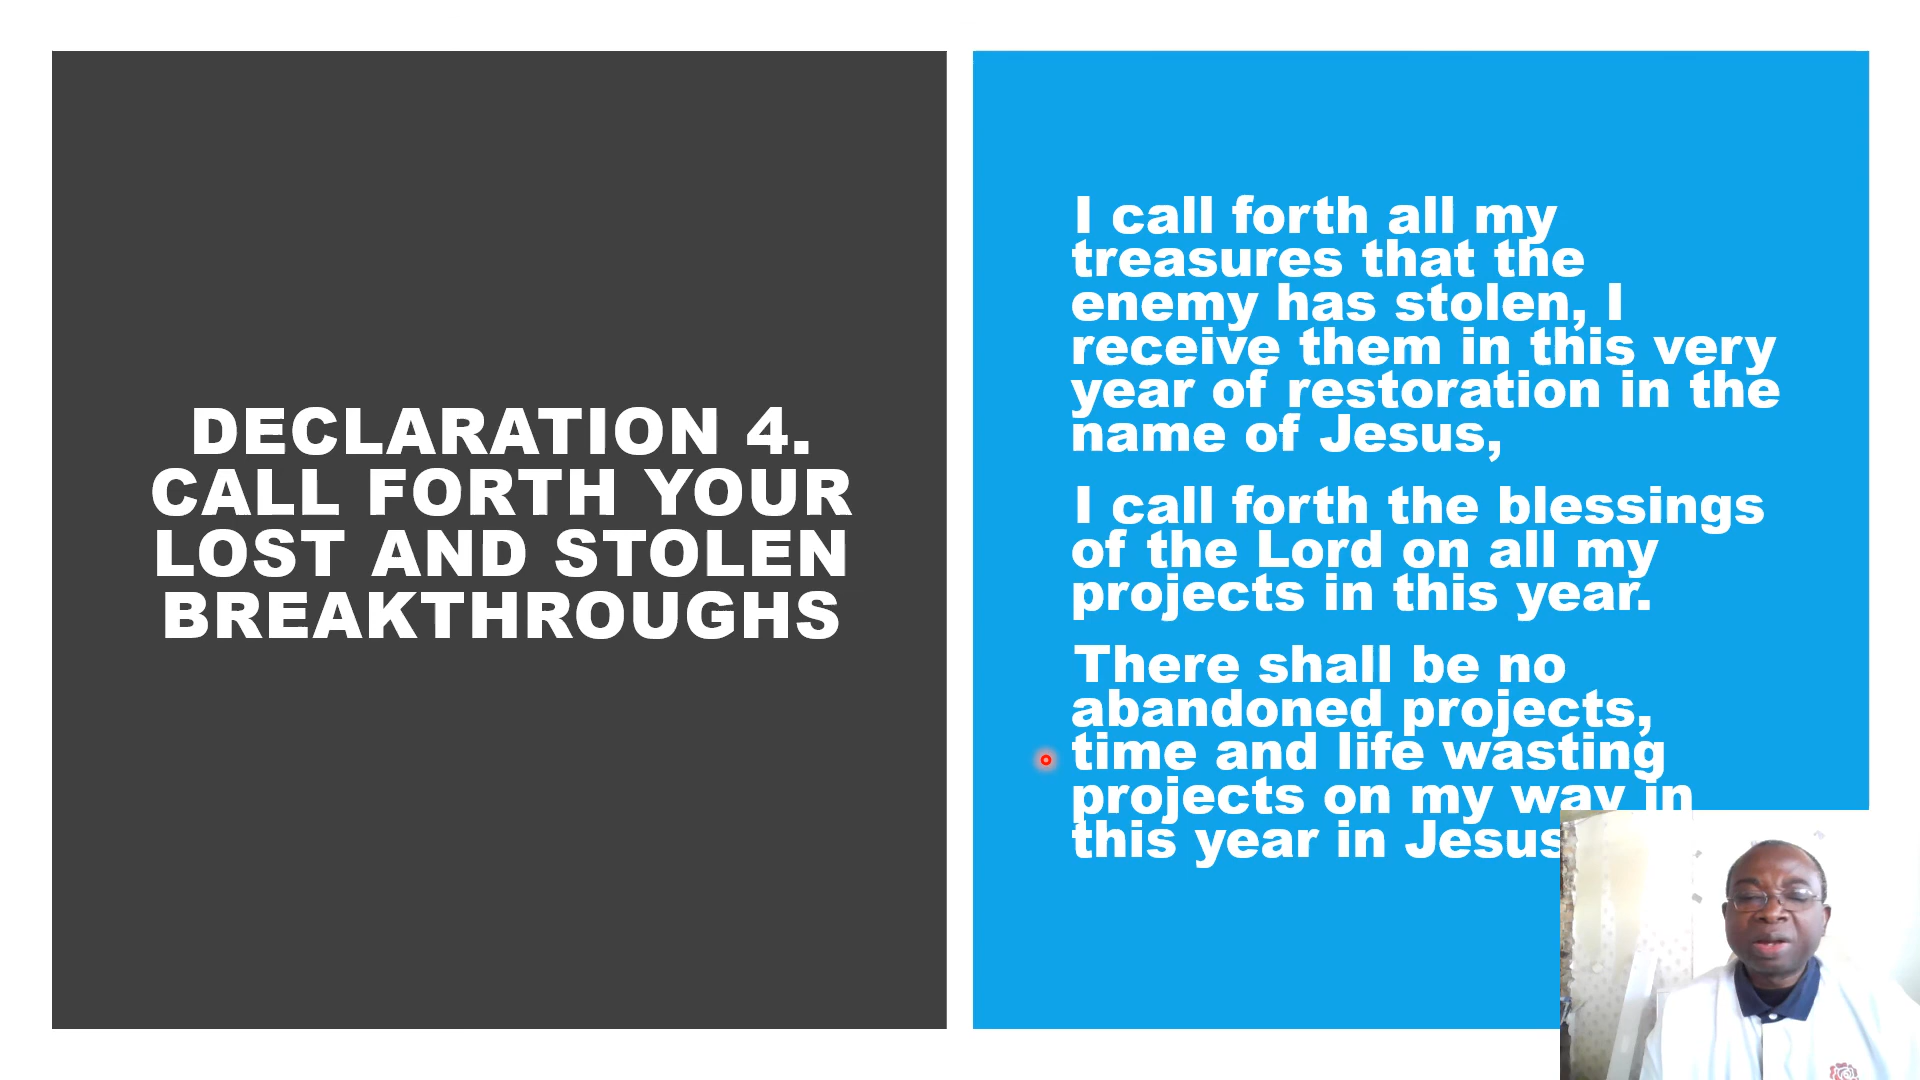 DECLARATION 4.
CALL FORTH YOUR
LOST AND STOLEN
BREAKTHROUGHS
I call forth all my
treasures that the
enemy has stolen, I
receive them in this very
year of restoration in the
name of Jesus,
I call forth the blessings
of the Lord on all my
projects in this year.
There shall be no
abandoned projects,
time and life wasting
projects on my way in
this year in Jesus